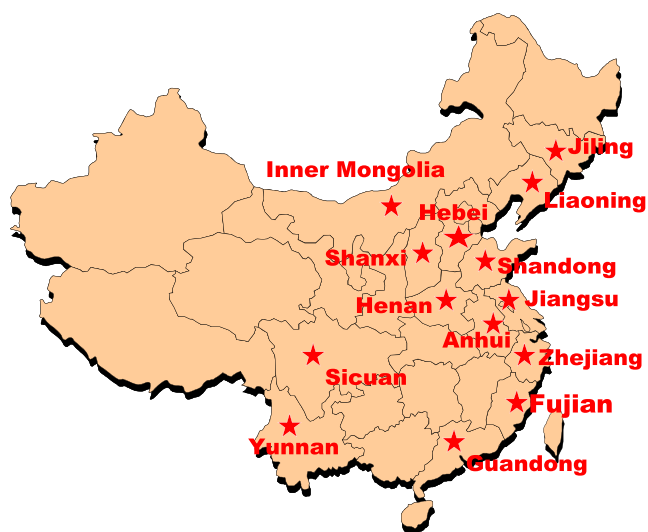 Jiling
Inner Mongolia
Liaoning
Hebei
Shanxi
Shandong
Henan
Jiangsu
Anhui
Zhejiang
Sicuan
Fujian
Yunnan
Guandong